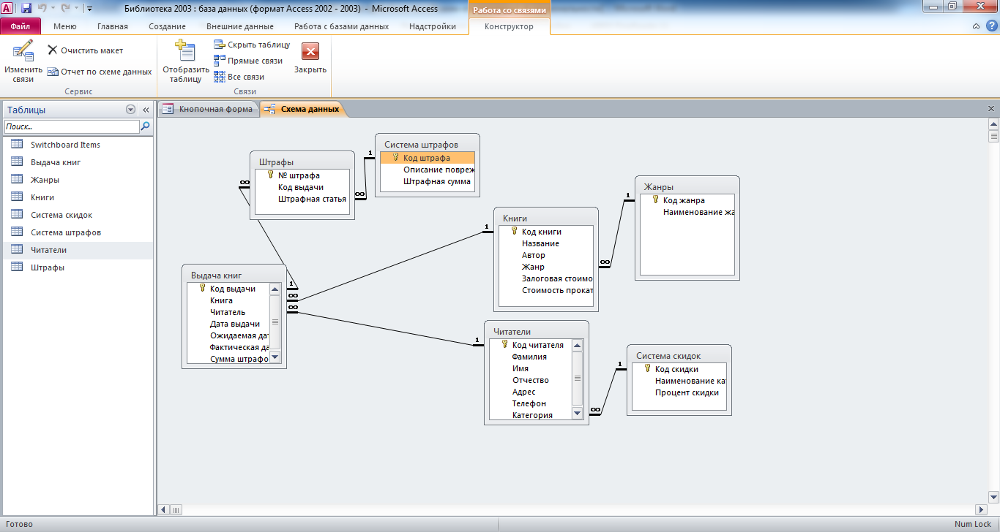 Библиотека 2003 : база данных (формат Access 2002 - 2003) - Microsoft Access
Работа со связями
Файл
Меню
Главная
Создание
Внешние данные
Работа с базами данных
Надстройки
Конструктор
Изменить связи
Очистить макет
Отчет по схеме данных
Сервис
Отобразить таблицу
Скрыть таблицу
Прямые связи
Все связи
Связи
Закрыть
Таблицы
Поиск...
Switchboard Items
Выдача книг
Жанры
Книги
Система скидок
Система штрафов
Читатели
Штрафы
Кнопочная форма
Схема данных
Штрафы
№ штрафа
Код выдачи
Штрафная статья
Система штрафов
Код штрафа
Описание повреж
Штрафная сумма
Жанры
Код жанра
Наименование жа
Книги
Код книги
Название
Автор
Жанр
Залоговая стоимо
Стоимость прокат
Выдача книг
Код выдачи
Книга
Читатель
Дата выдачи
Ожидаемая дат
Фактическая да
Сумма штрафо
Читатели
Код читателя
Фамилия
Имя
Отчество
Адрес
Телефон
Категория
Система скидок
Код скидки
Наименование кат
Процент скидки
1
∞
∞
1
1
∞
1
∞
∞
1
1
∞
Готово
Num Lock